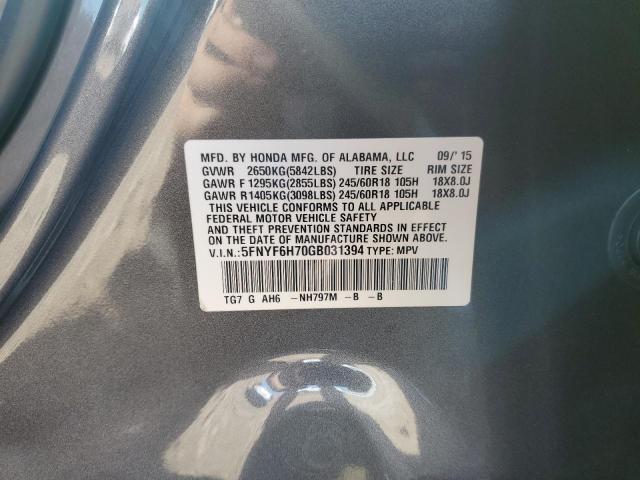 MFD. BY HONDA MFG. OF ALABAMA, LLC 09/'15
GVWR 2650KG(5842LBS) TIRE SIZE RIM SIZE
GAWR F 1295KG(2855LBS) 245/60R18 105H 18X8.0J
GAWR R1405KG(3098LBS) 245/60R18 105H 18X8.0J
THIS VEHICLE CONFORMS TO ALL APPLICABLE
FEDERAL MOTOR VEHICLE SAFETY
AND THEFT PREVENTION STANDARDS IN EFFECT ON
THE DATE OF MANUFACTURE SHOWN ABOVE.
V.I.N.: 5FNYF6H70GB031394 TYPE: MPV
TG7 G AH6 -NH797M -B -B